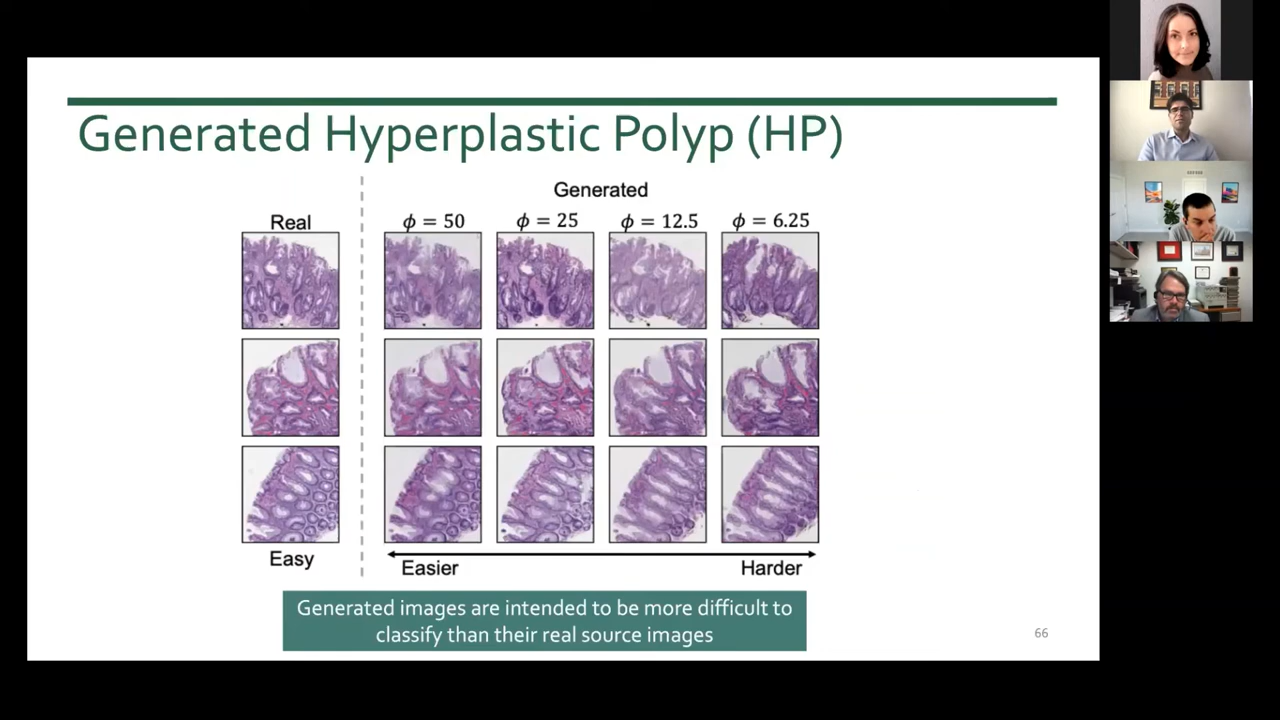 Generated Hyperplastic Polyp (HP)
Generated
Real
ϕ = 50
ϕ = 25
ϕ = 12.5
ϕ = 6.25
Easy
Easier
Harder
Generated images are intended to be more difficult to
classify than their real source images
66